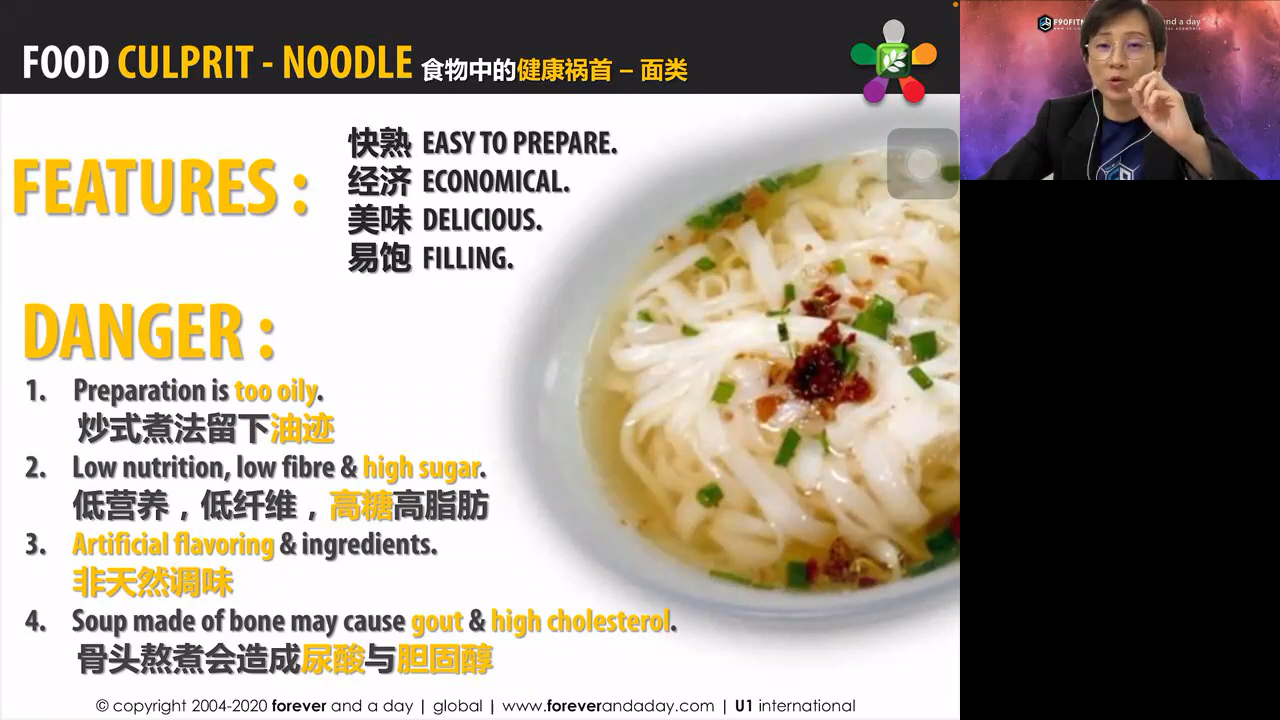 FOOD CULPRIT - NOODLE 食物中的健康祸首 – 面类
FEATURES :
快熟 EASY TO PREPARE.
经济 ECONOMICAL.
美味 DELICIOUS.
易饱 FILLING.
DANGER :
1. Preparation is too oily.
炒式煮法留下油迹
2. Low nutrition, low fibre & high sugar.
低营养，低纤维，高糖高脂肪
3. Artificial flavoring & ingredients.
非天然调味
4. Soup made of bone may cause gout & high cholesterol.
骨头熬煮会造成尿酸与胆固醇
© copyright 2004-2020 forever and a day | global | www.foreverandaday.com | U1 international
and a day"